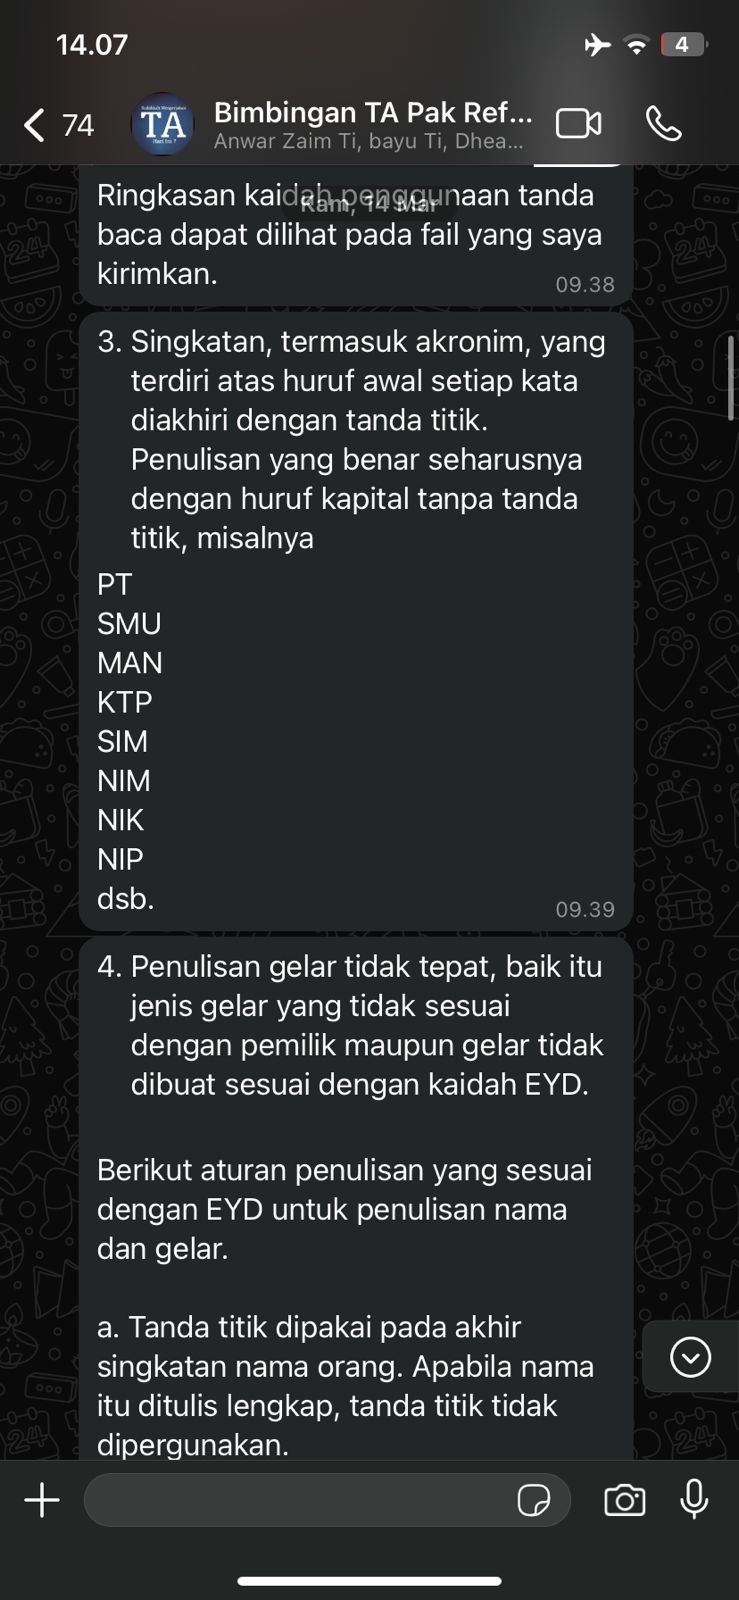 14.07
4
74
TA
Bimbingan TA Pak Ref...
Anwar Zaim Ti, bayu Ti, Dhea...
Kam, 14 Mar
Ringkasan kaidah penggunaan tanda
baca dapat dilihat pada fail yang saya
kirimkan.
09.38
3. Singkatan, termasuk akronim, yang
terdiri atas huruf awal setiap kata
diakhiri dengan tanda titik.
Penulisan yang benar seharusnya
dengan huruf kapital tanpa tanda
titik, misalnya
PT
SMU
MAN
KTP
SIM
NIM
NIK
NIP
dsb.
09.39
4. Penulisan gelar tidak tepat, baik itu
jenis gelar yang tidak sesuai
dengan pemilik maupun gelar tidak
dibuat sesuai dengan kaidah EYD.
Berikut aturan penulisan yang sesuai
dengan EYD untuk penulisan nama
dan gelar.
a. Tanda titik dipakai pada akhir
singkatan nama orang. Apabila nama
itu ditulis lengkap, tanda titik tidak
dipergunakan.